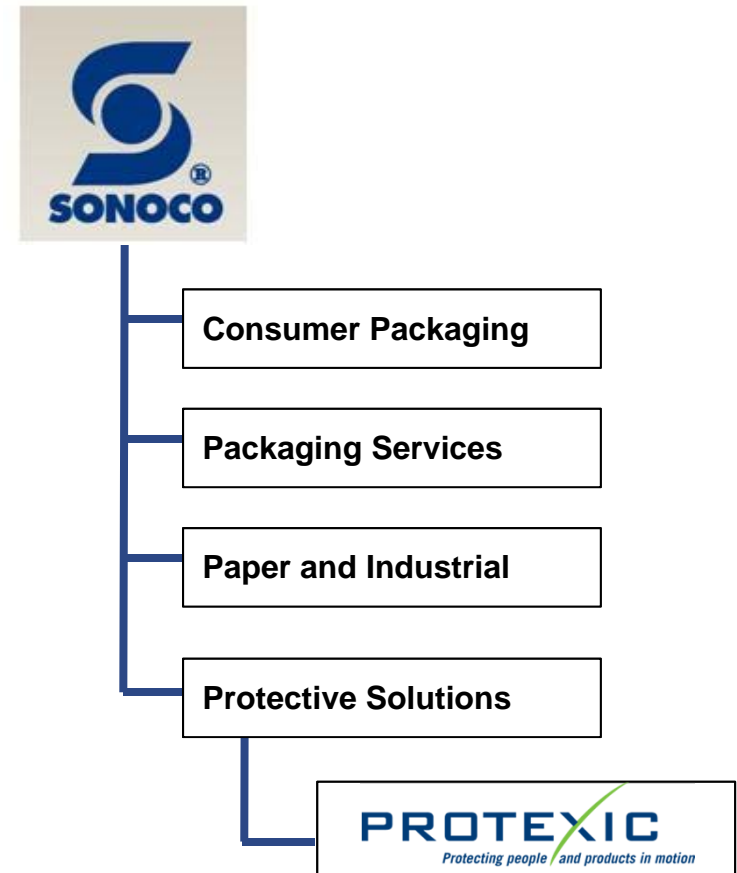 ®
SONOCO
Consumer Packaging
Packaging Services
Paper and Industrial
Protective Solutions
PROTEXIC
Protecting people and products in motion